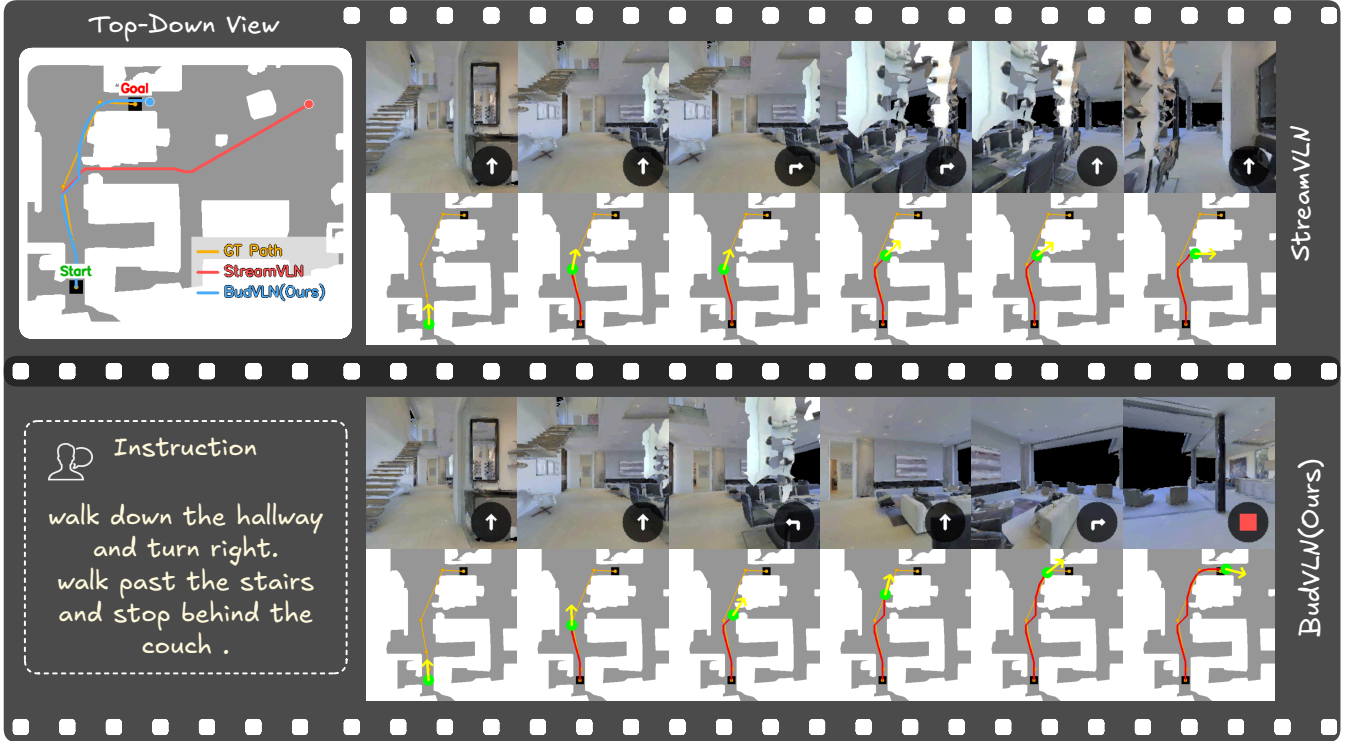 Top-Down View
Goal
Start
GT Path
StreamVLN
BudVLN(Ours)
StreamVLN
Instruction
walk down the hallway
and turn right.
walk past the stairs
and stop behind the
couch .
BudVLN(Ours)